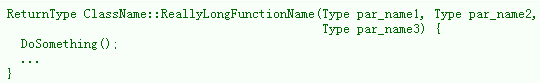 ReturnType ClassName::ReallyLongFunctionName(Type par_name1, Type par_name2,
                                             Type par_name3) {
  DoSomething();
  ...
}